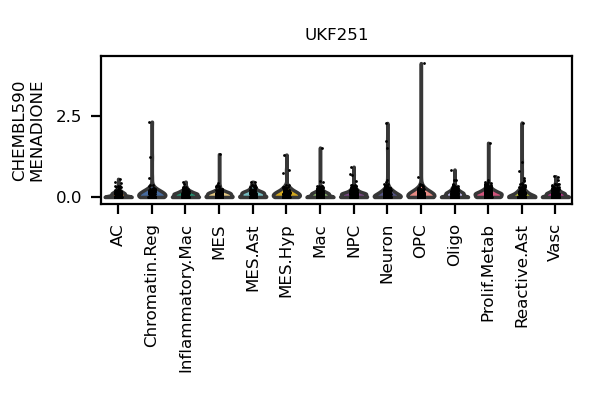 UKF251
CHEMBL590
MENADIONE
2.5
0.0
AC
Chromatin.Reg
Inflammatory.Mac
MES
MES.Ast
MES.Hyp
Mac
NPC
Neuron
OPC
Oligo
Prolif.Metab
Reactive.Ast
Vasc